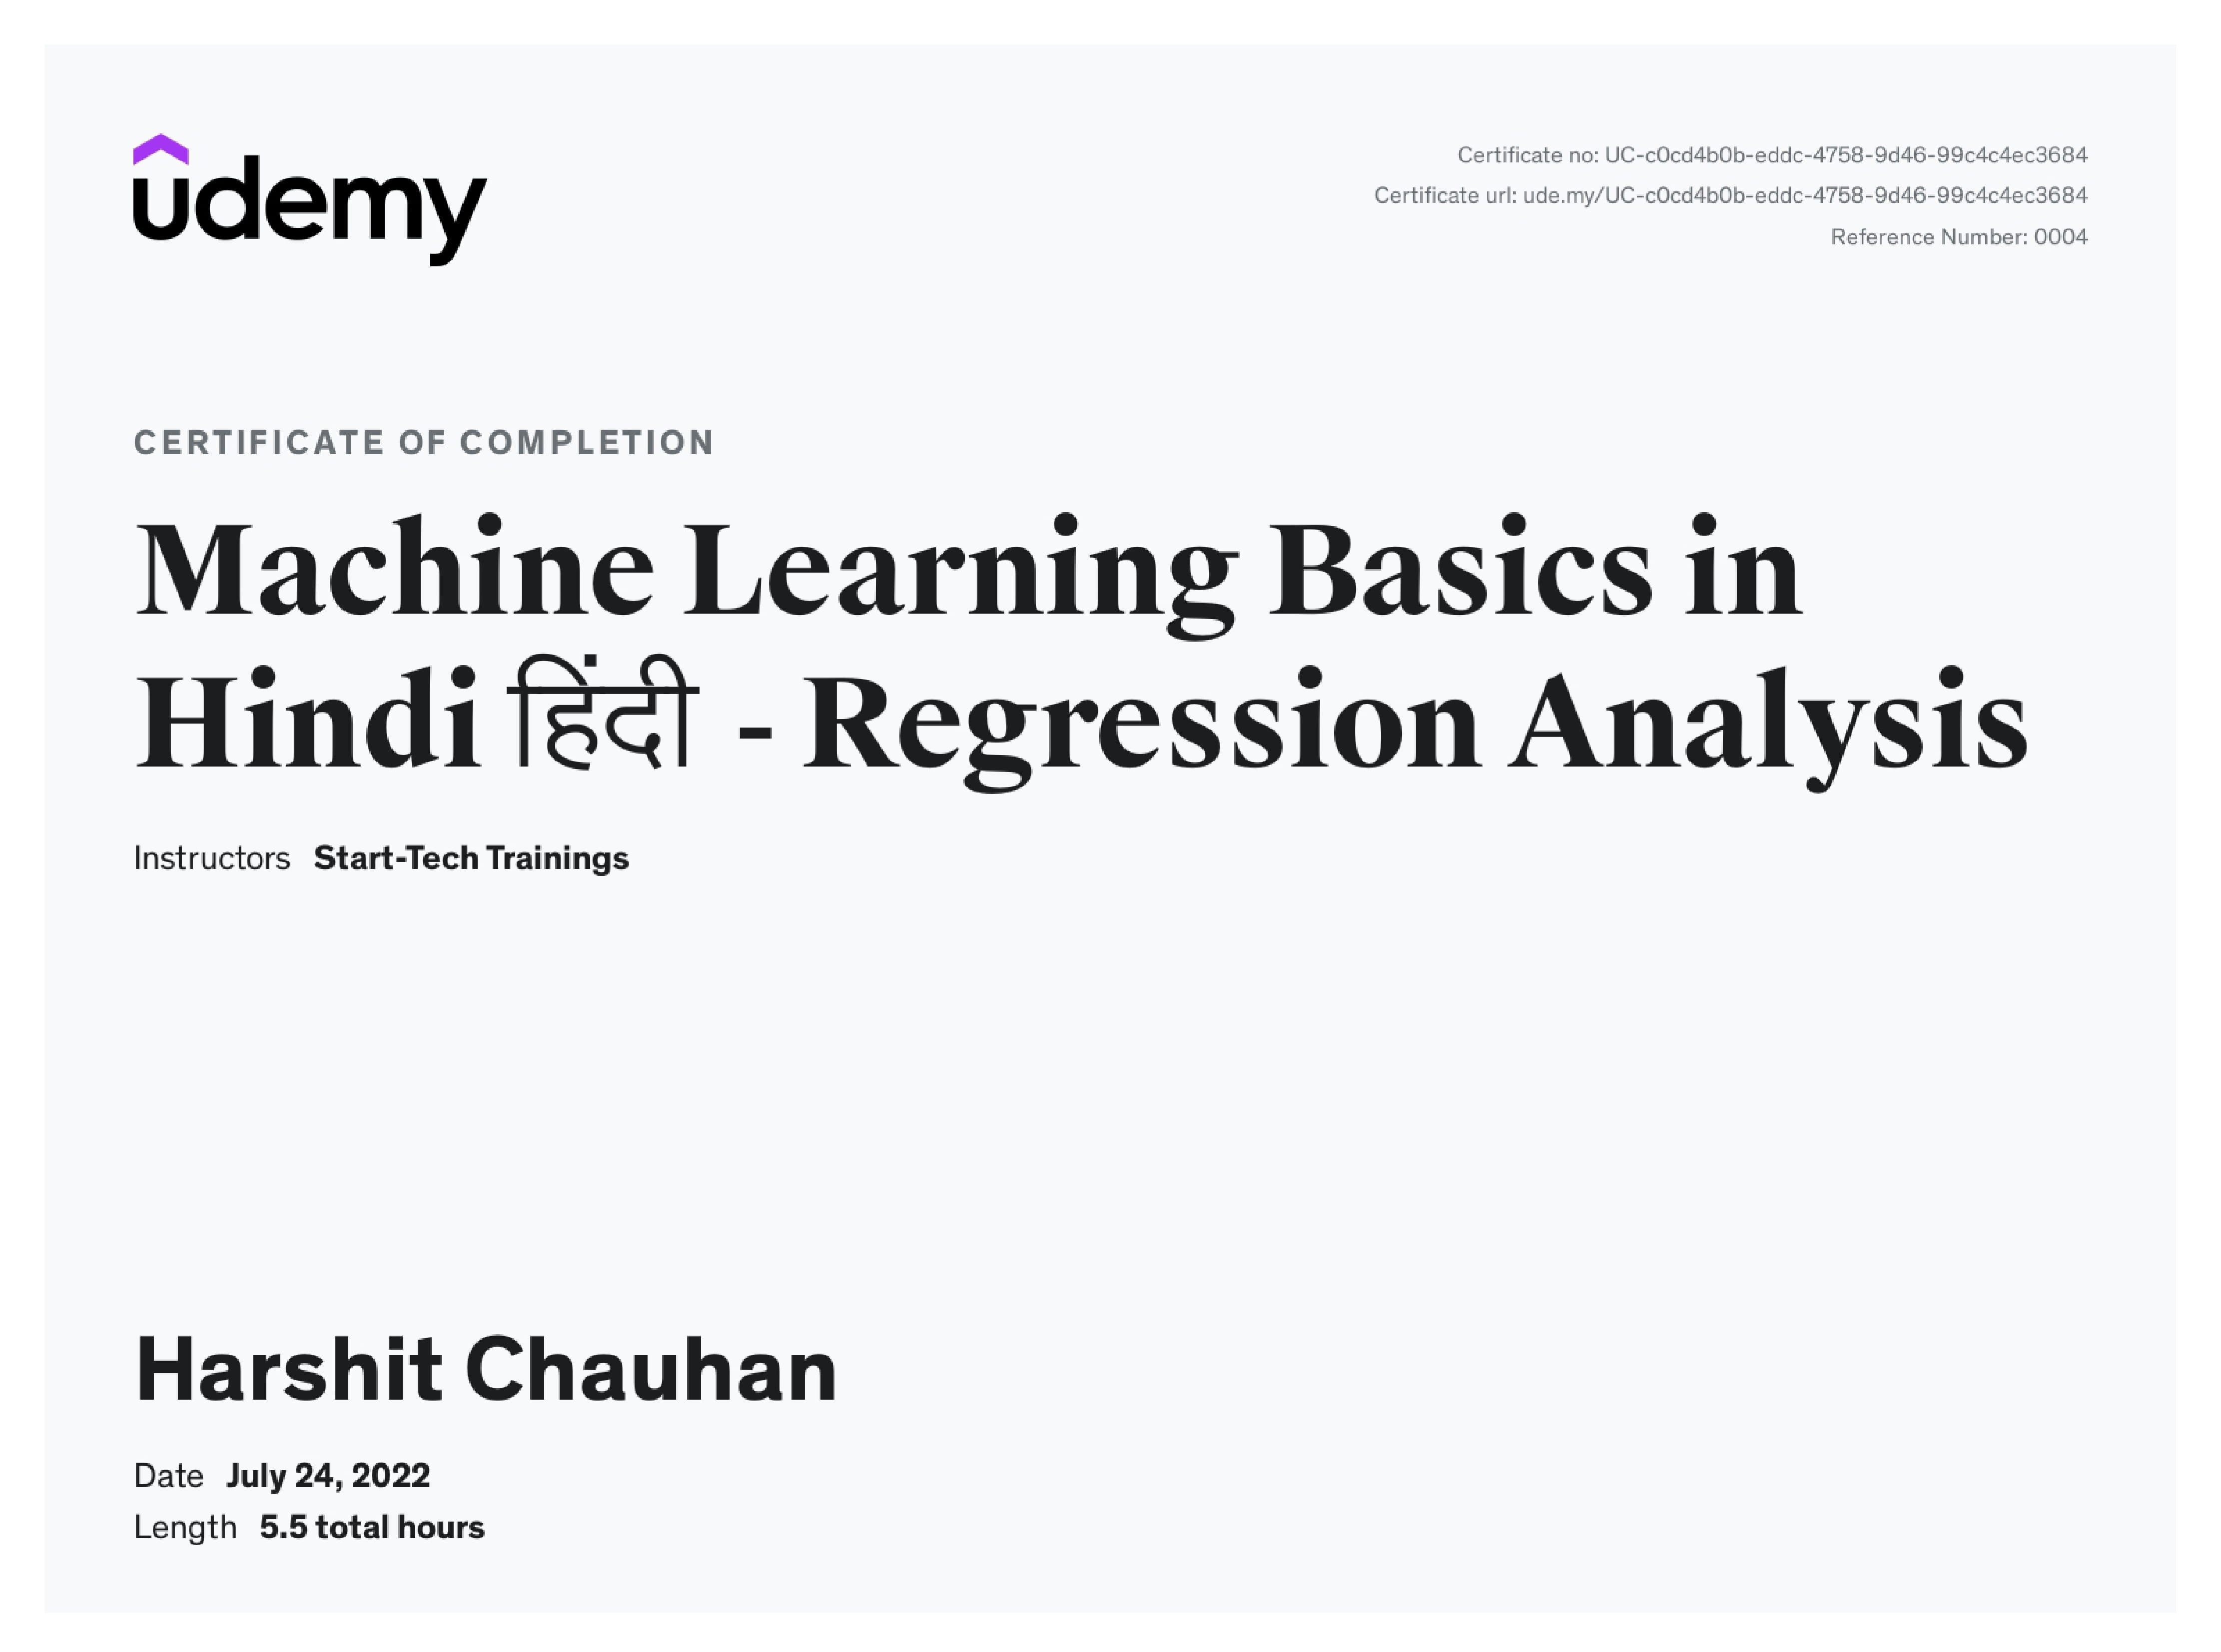 udemy
Certificate no: UC-c0cd4b0b-eddc-4758-9d46-99c4c4ec3684
Certificate url: ude.my/UC-c0cd4b0b-eddc-4758-9d46-99c4c4ec3684
Reference Number: 0004
CERTIFICATE OF COMPLETION
Machine Learning Basics in
Hindi हिंदी - Regression Analysis
Instructors Start-Tech Trainings
Harshit Chauhan
Date July 24, 2022
Length 5.5 total hours